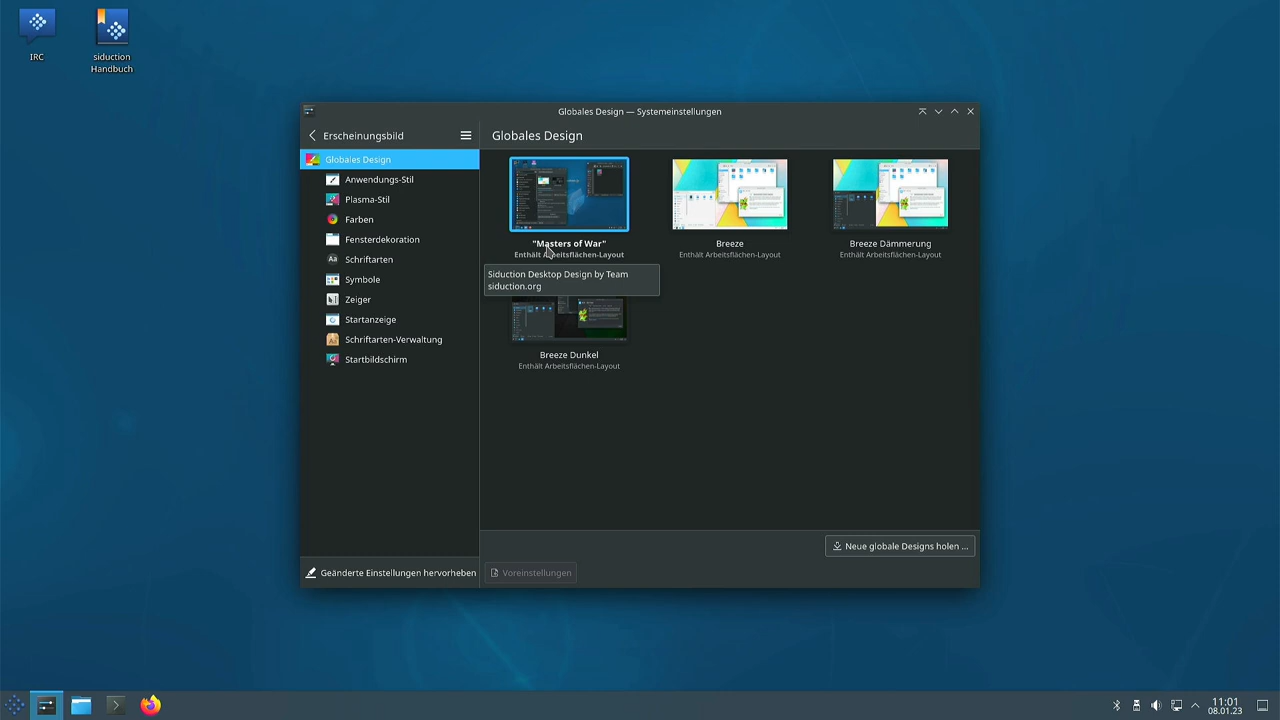 IRC
siduction
Handbuch
Globales Design — Systemeinstellungen
Erscheinungsbild
Globales Design
Globales Design
Anwendungs-Stil
Plasma-Stil
Farben
Fensterdekoration
Schriftarten
Symbole
Zeiger
Startanzeige
Schriftarten-Verwaltung
Startbildschirm
"Masters of War"
Enthält Arbeitsflächen-Layout
Breeze
Enthält Arbeitsflächen-Layout
Breeze Dämmerung
Enthält Arbeitsflächen-Layout
Siduction Desktop Design by Team
siduction.org
Breeze Dunkel
Enthält Arbeitsflächen-Layout
Neue globale Designs holen ...
Geänderte Einstellungen hervorheben
Voreinstellungen
11:01
08.01.23